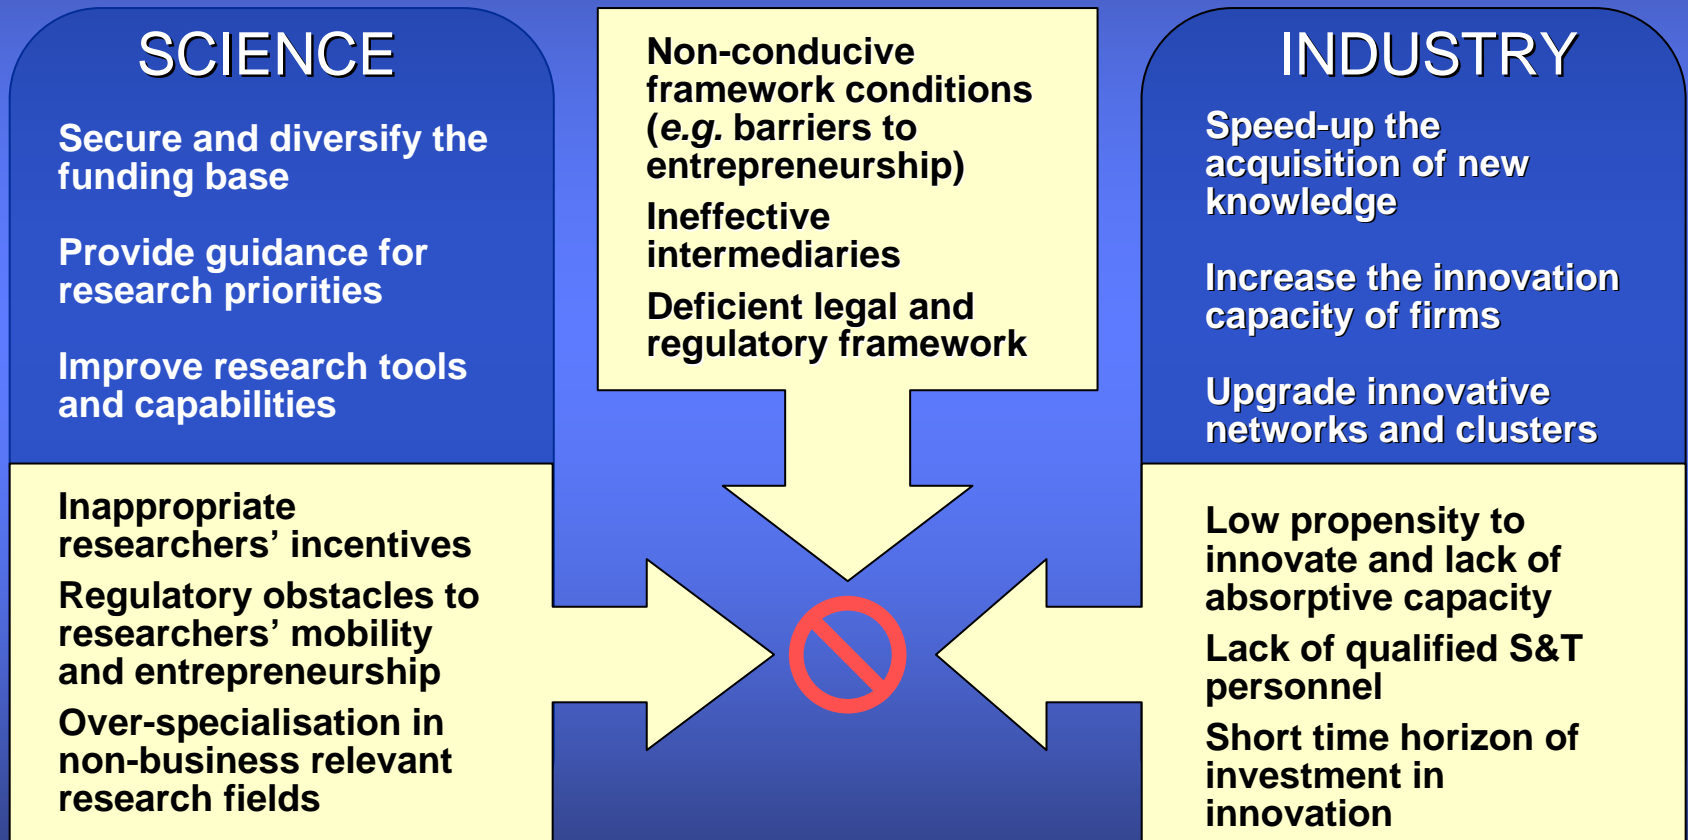 SCIENCE
Secure and diversify the
funding base
Provide guidance for
research priorities
Improve research tools
and capabilities
Inappropriate
researchers’ incentives
Regulatory obstacles to
researchers’ mobility
and entrepreneurship
Over-specialisation in
non-business relevant
research fields
Non-conducive
framework conditions
(e.g. barriers to
entrepreneurship)
Ineffective
intermediaries
Deficient legal and
regulatory framework
INDUSTRY
Speed-up the
acquisition of new
knowledge
Increase the innovation
capacity of firms
Upgrade innovative
networks and clusters
Low propensity to
innovate and lack of
absorptive capacity
Lack of qualified S&T
personnel
Short time horizon of
investment in
innovation